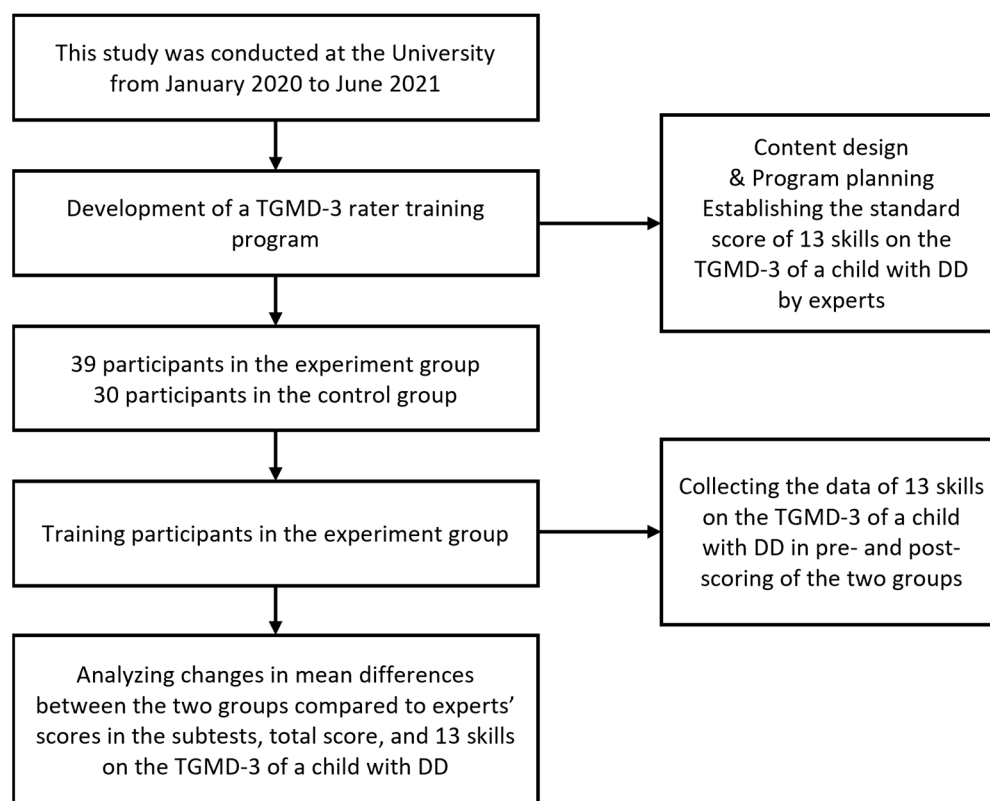 This study was conducted at the University
from January 2020 to June 2021
Development of a TGMD-3 rater training
program
Content design
& Program planning
Establishing the standard
score of 13 skills on the
TGMD-3 of a child with DD
by experts
39 participants in the experiment group
30 participants in the control group
Training participants in the experiment group
Collecting the data of 13 skills
on the TGMD-3 of a child
with DD in pre- and post-
scoring of the two groups
Analyzing changes in mean differences
between the two groups compared to experts’
scores in the subtests, total score, and 13 skills
on the TGMD-3 of a child with DD